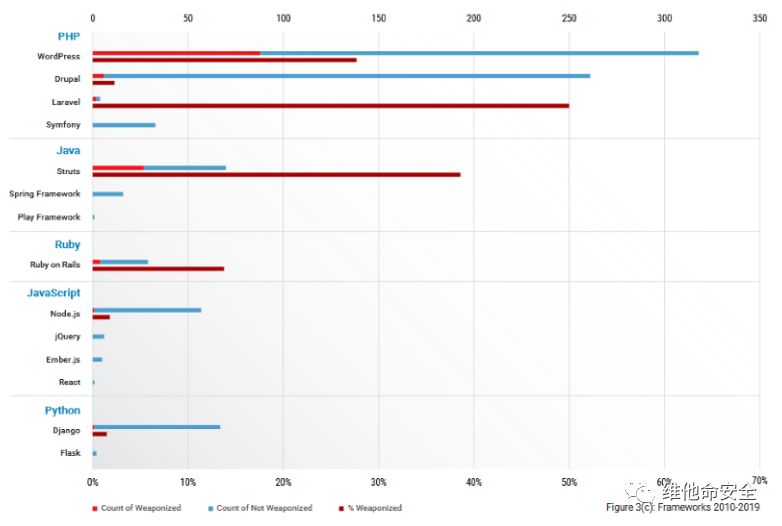 0 50 100 150 200 250 300 350
PHP
WordPress
Drupal
Laravel
Symfony
Java
Struts
Spring Framework
Play Framework
Ruby
Ruby on Rails
JavaScript
Node.js
jQuery
Ember.js
React
Python
Django
Flask
0% 10% 20% 30% 40% 50% 60% 70%
维他命安全
Count of Weaponized Count of Not Weaponized % Weaponized Figure 3(c): Frameworks 2010-2019